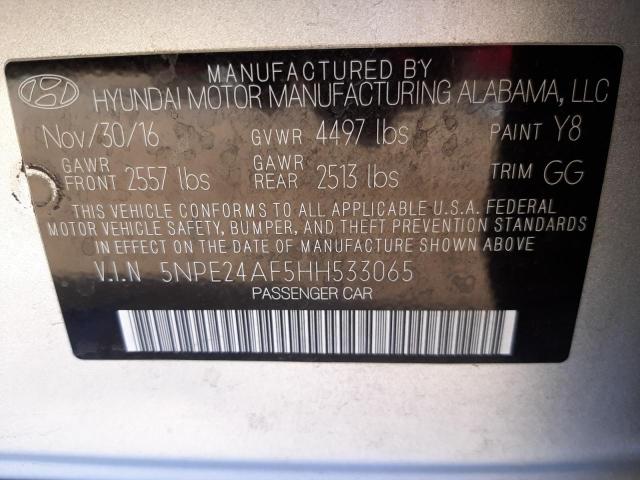 MANUFACTURED BY
HYUNDAI MOTOR MANUFACTURING ALABAMA, LLC
Nov/30/16 GVWR 4497 lbs PAINT Y8
GAWR FRONT 2557 lbs GAWR REAR 2513 lbs TRIM GG
THIS VEHICLE CONFORMS TO ALL APPLICABLE U.S.A. FEDERAL
MOTOR VEHICLE SAFETY, BUMPER, AND THEFT PREVENTION STANDARDS
IN EFFECT ON THE DATE OF MANUFACTURE SHOWN ABOVE
V.I.N 5NPE24AF5HH533065
PASSENGER CAR